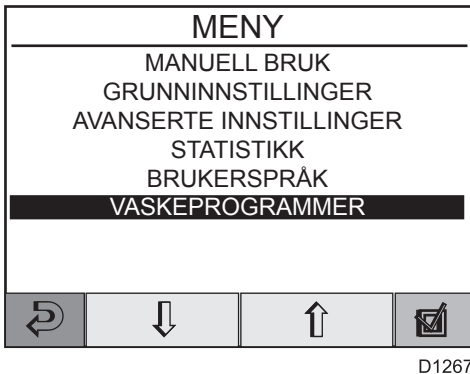 MENY
MANUELL BRUK
GRUNNINNSTILLINGER
AVANSERTE INNSTILLINGER
STATISTIKK
BRUKERSPRÅK
VASKEPROGRAMMER
D1267